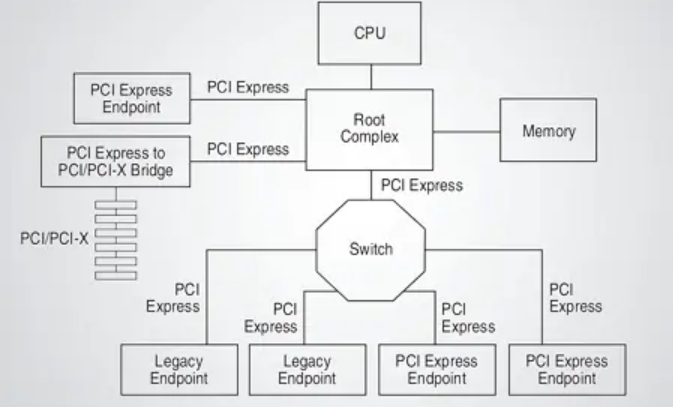 CPU
PCI Express
Endpoint
PCI Express
Root
Complex
Memory
PCI Express to
PCI/PCI-X Bridge
PCI Express
PCI Express
PCI/PCI-X
Switch
PCI
Express
PCI
Express
PCI
Express
PCI
Express
Legacy
Endpoint
Legacy
Endpoint
PCI Express
Endpoint
PCI Express
Endpoint